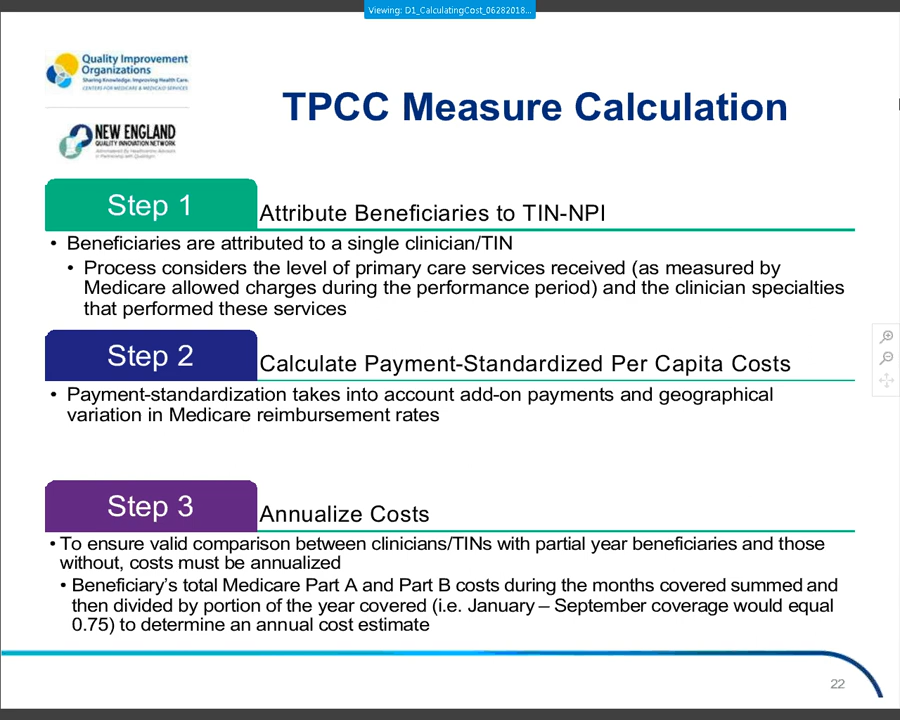 Viewing: D1_CalculatingCost_06282018...
Quality Improvement
Organizations
Sharing Knowledge. Improving Health Care.
CENTERS FOR MEDICARE & MEDICAID SERVICES
NEW ENGLAND
QUALITY INNOVATION NETWORK
TPCC Measure Calculation
Step 1
Attribute Beneficiaries to TIN-NPI
• Beneficiaries are attributed to a single clinician/TIN
• Process considers the level of primary care services received (as measured by
Medicare allowed charges during the performance period) and the clinician specialties
that performed these services
Step 2
Calculate Payment-Standardized Per Capita Costs
• Payment-standardization takes into account add-on payments and geographical
variation in Medicare reimbursement rates
Step 3
Annualize Costs
• To ensure valid comparison between clinicians/TINs with partial year beneficiaries and those
without, costs must be annualized
• Beneficiary's total Medicare Part A and Part B costs during the months covered summed and
then divided by portion of the year covered (i.e. January – September coverage would equal
0.75) to determine an annual cost estimate
22